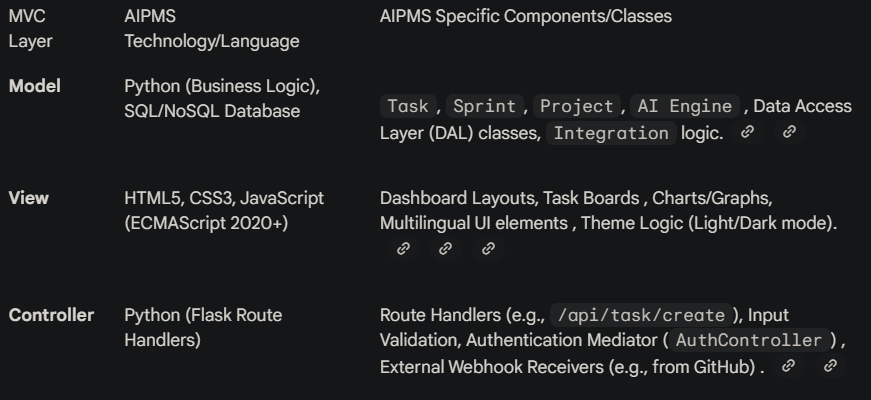 MVC Layer AIPMS Technology/Language AIPMS Specific Components/Classes
Model Python (Business Logic), SQL/NoSQL Database
Task , Sprint , Project , AI Engine , Data Access
Layer (DAL) classes, Integration logic.
View HTML5, CSS3, JavaScript (ECMAScript 2020+)
Dashboard Layouts, Task Boards , Charts/Graphs,
Multilingual UI elements , Theme Logic (Light/Dark mode).
Controller Python (Flask Route Handlers)
Route Handlers (e.g., /api/task/create ), Input
Validation, Authentication Mediator ( AuthController ) ,
External Webhook Receivers (e.g., from GitHub) .